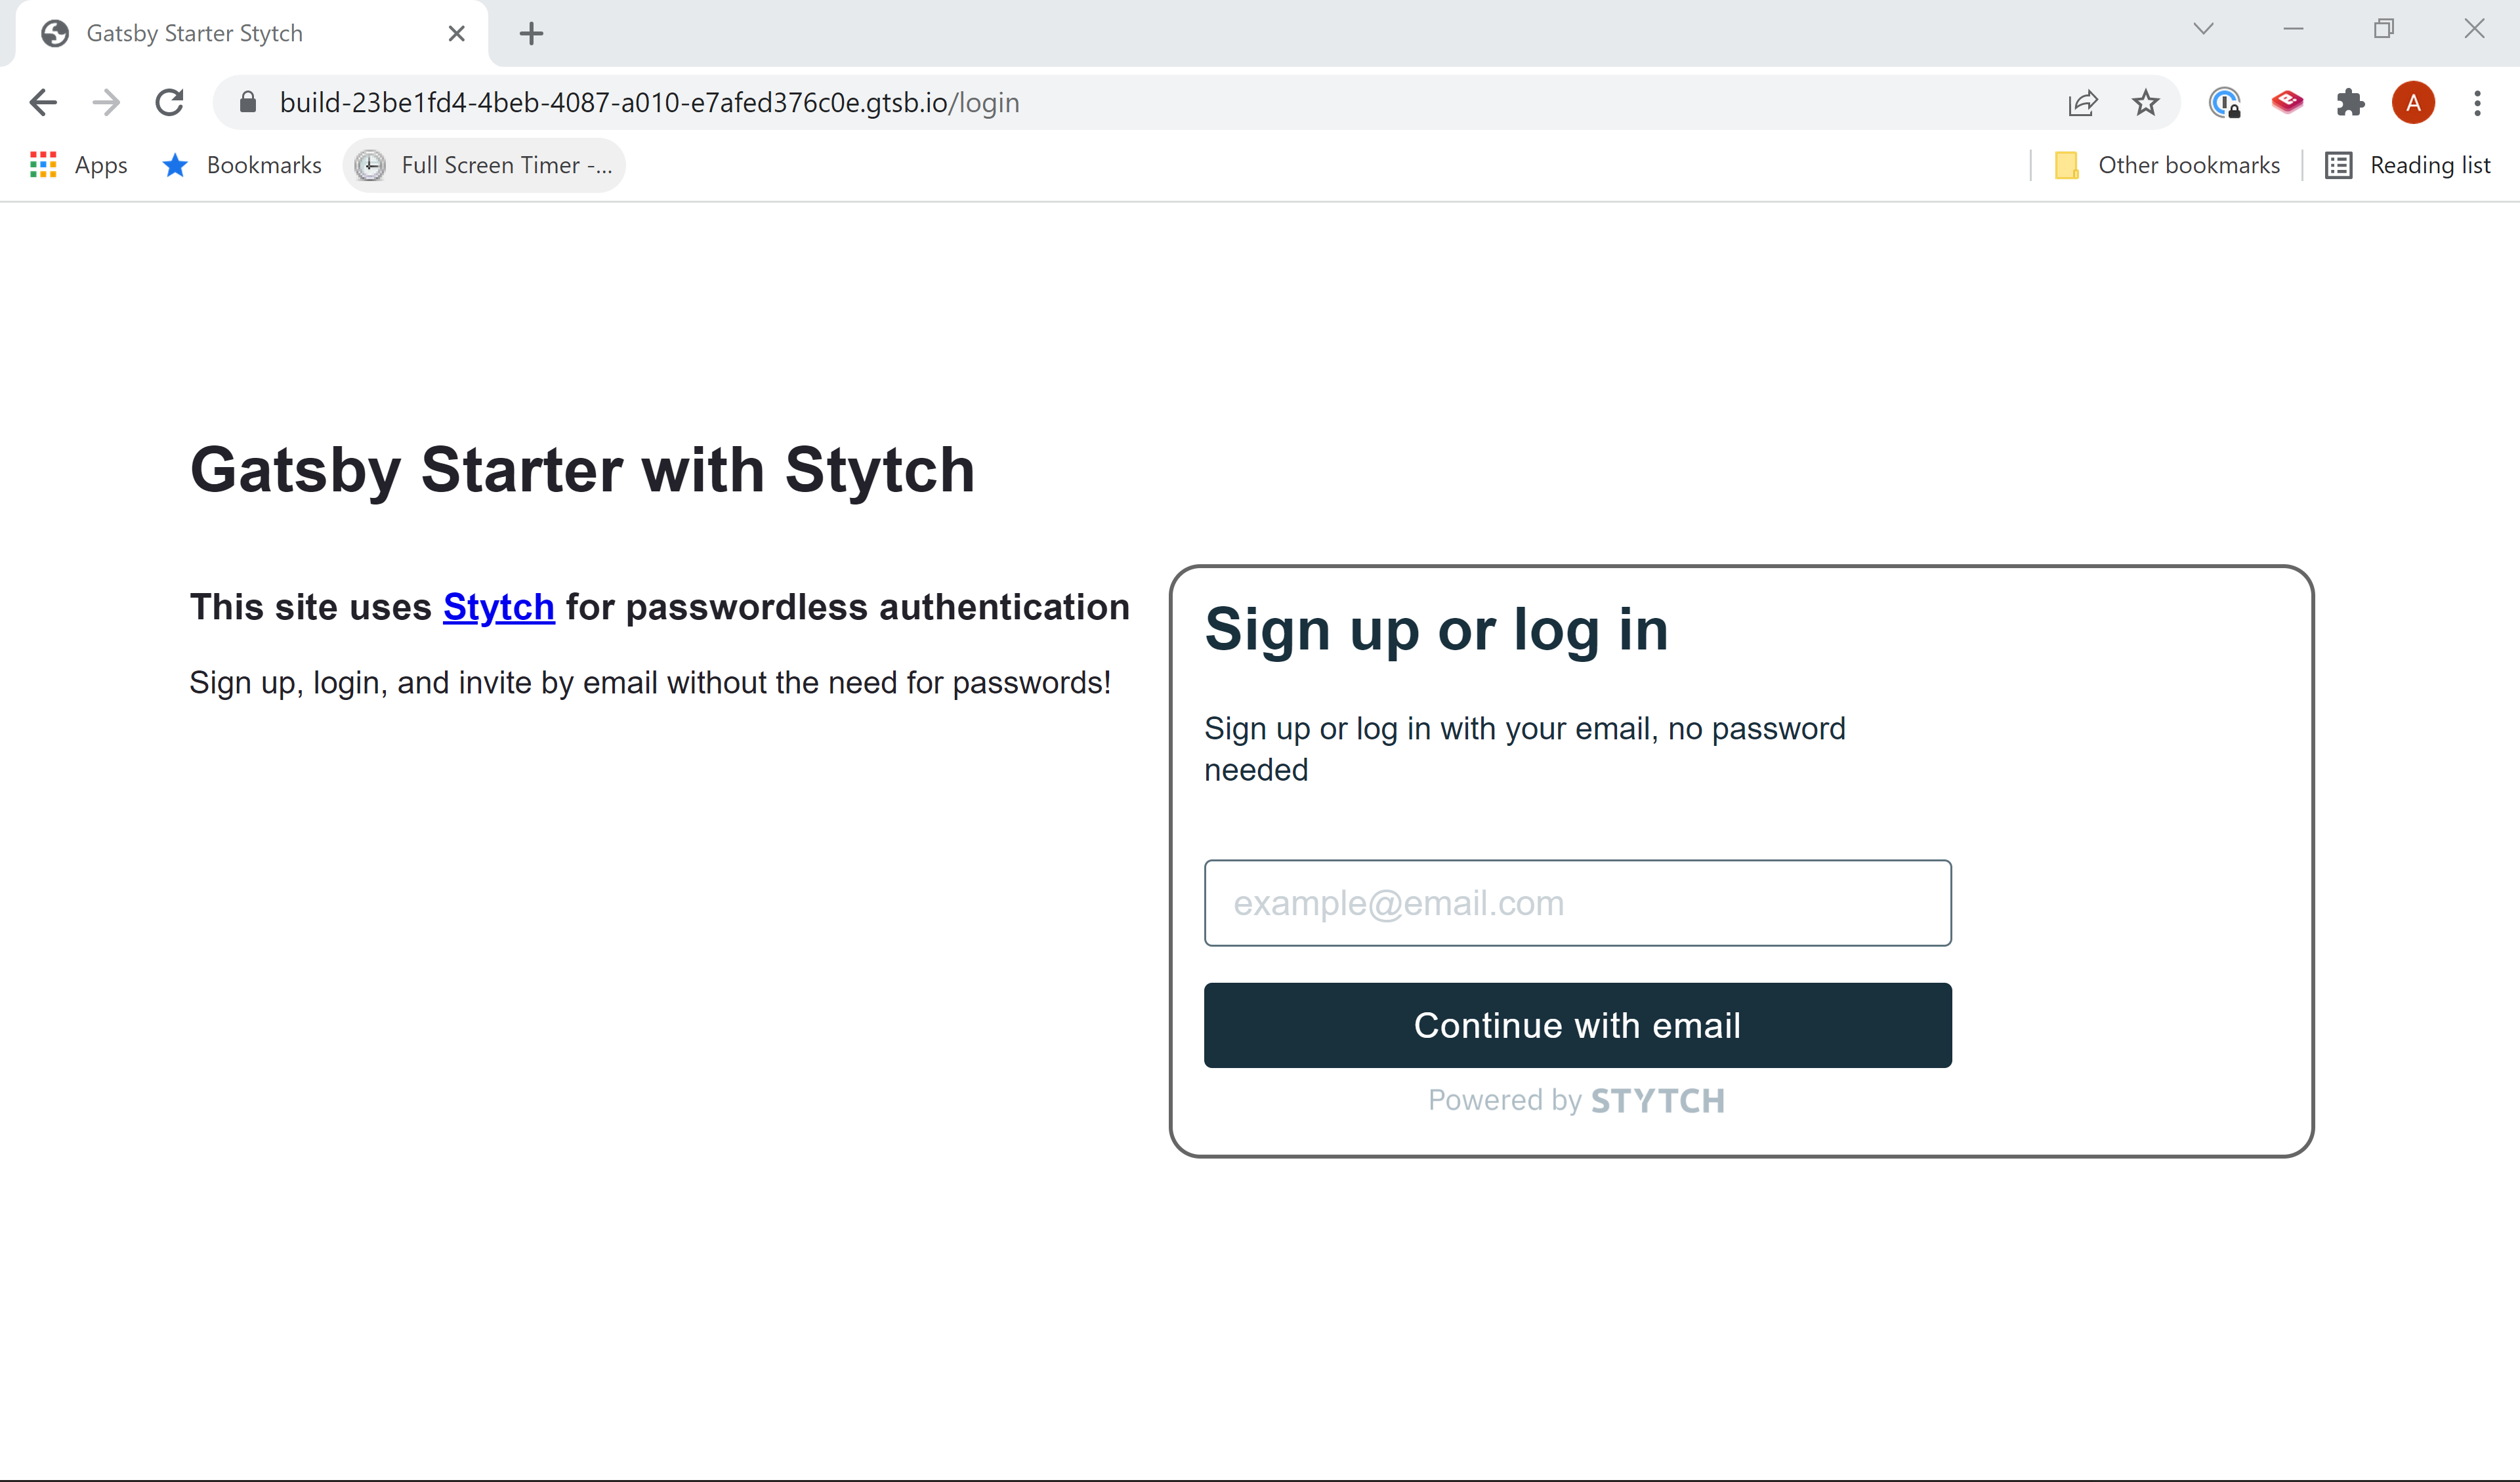 Gatsby Starter Stytch
build-23be1fd4-4beb-4087-a010-e7afed376c0e.gtsb.io/login
A
Apps
Bookmarks
Full Screen Timer -...
Other bookmarks
Reading list
Gatsby Starter with Stytch
This site uses Stytch for passwordless authentication
Sign up, login, and invite by email without the need for passwords!
Sign up or log in
Sign up or log in with your email, no password
needed
example@email.com
Continue with email
Powered by STYTCH